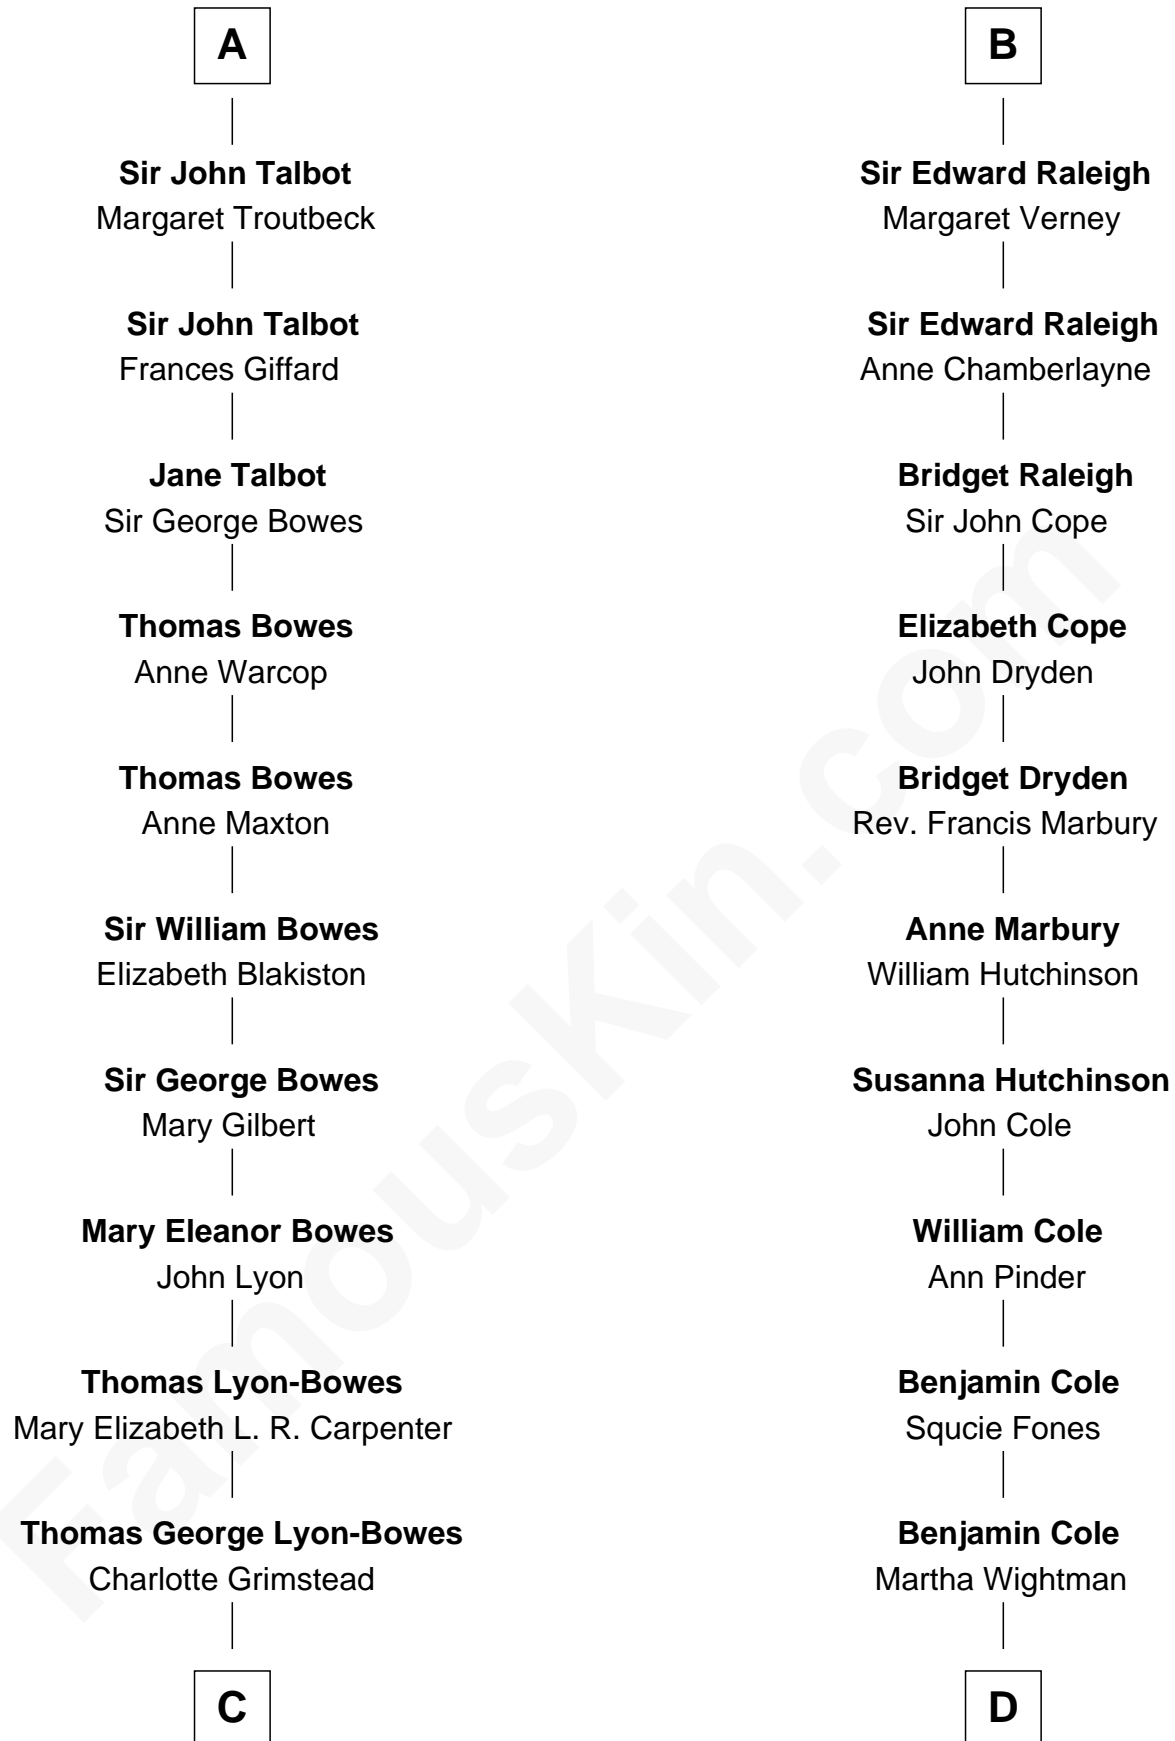 A
Sir John Talbot
Margaret Troutbeck
Sir John Talbot
Frances Giffard
Jane Talbot
Sir George Bowes
Thomas Bowes
Anne Warcop
Thomas Bowes
Anne Maxton
Sir William Bowes
Elizabeth Blakiston
Sir George Bowes
Mary Gilbert
Mary Eleanor Bowes
John Lyon
Thomas Lyon-Bowes
Mary Elizabeth L. R. Carpenter
Thomas George Lyon-Bowes
Charlotte Grimstead
C
B
Sir Edward Raleigh
Margaret Verney
Sir Edward Raleigh
Anne Chamberlayne
Bridget Raleigh
Sir John Cope
Elizabeth Cope
John Dryden
Bridget Dryden
Rev. Francis Marbury
Anne Marbury
William Hutchinson
Susanna Hutchinson
John Cole
William Cole
Ann Pinder
Benjamin Cole
Squcie Fones
Benjamin Cole
Martha Wightman
D
FamousKin.com